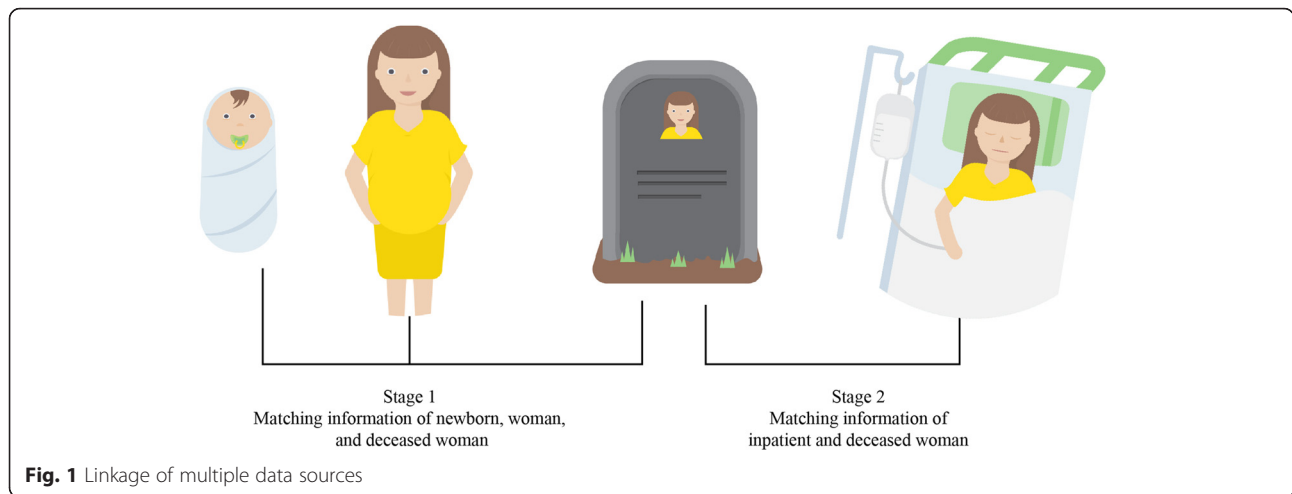 Stage 1
Matching information of newborn, woman,
and deceased woman
Stage 2
Matching information of
inpatient and deceased woman
Fig. 1 Linkage of multiple data sources